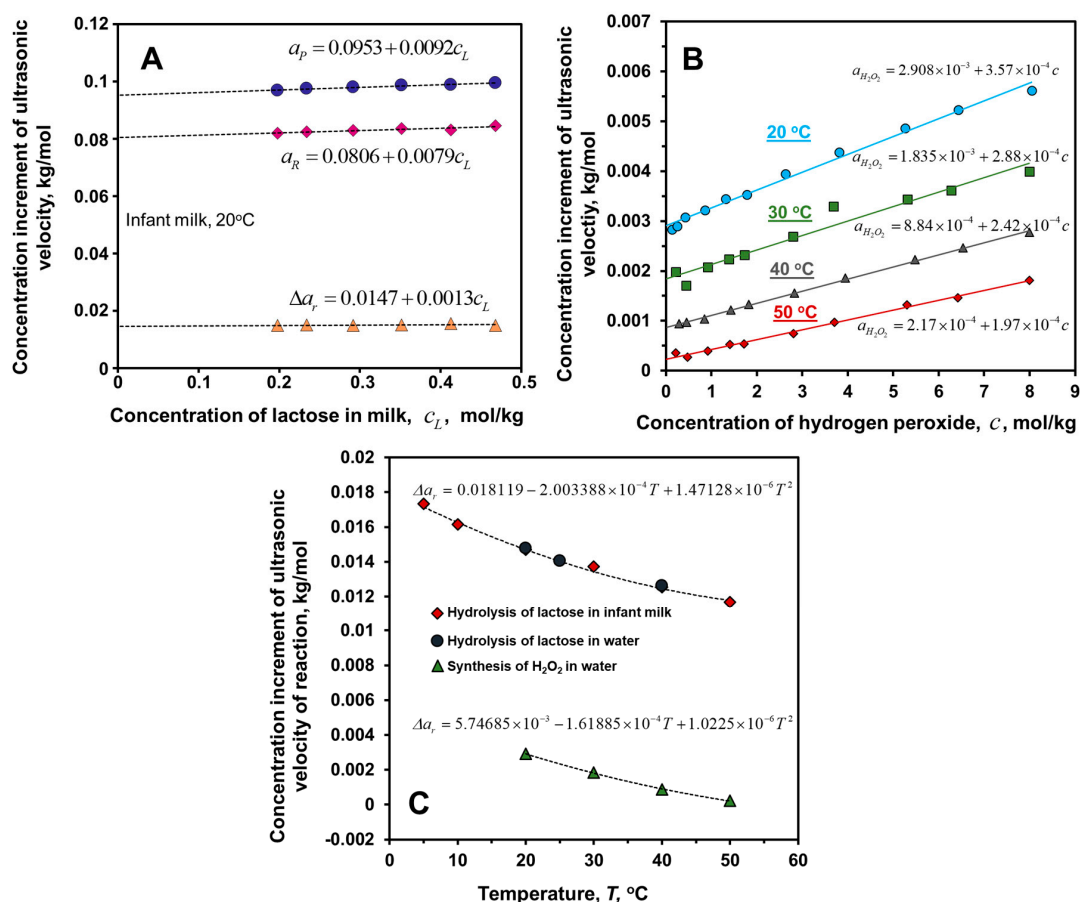 A
0.12
0.1
0.08
0.06
0.04
0.02
0
a_P = 0.0953 + 0.0092c_L
a_R = 0.0806 + 0.0079c_L
Infant milk, 20°C
Δa_r = 0.0147 + 0.0013c_L
0 0.1 0.2 0.3 0.4 0.5
Concentration of lactose in milk, c_L, mol/kg
Concentration increment of ultrasonic
velocity, kg/mol
B
0.007
0.006
0.005
0.004
0.003
0.002
0.001
0
a_{H_2O_2} = 2.908×10⁻³ + 3.57×10⁻⁴ c
20 °C
a_{H_2O_2} = 1.835×10⁻³ + 2.88×10⁻⁴ c
30 °C
a_{H_2O_2} = 8.84×10⁻⁴ + 2.42×10⁻⁴ c
40 °C
50 °C
a_{H_2O_2} = 2.17×10⁻⁴ + 1.97×10⁻⁴ c
0 1 2 3 4 5 6 7 8 9
Concentration of hydrogen peroxide, c, mol/kg
Concentration increment of ultrasonic
veloctiy, kg/mol
0.02
0.018
0.016
0.014
0.012
0.01
0.008
0.006
0.004
0.002
0
-0.002
Δa_r = 0.018119 − 2.003388×10⁻⁴ T + 1.47128×10⁻⁶ T²
Hydrolysis of lactose in infant milk
Hydrolysis of lactose in water
Synthesis of H₂O₂ in water
Δa_r = 5.74685×10⁻³ − 1.61885×10⁻⁴ T + 1.0225×10⁻⁶ T²
C
0 10 20 30 40 50 60
Temperature, T, °C
Concentration increment of ultrasonic
velocity of reaction, kg/mol